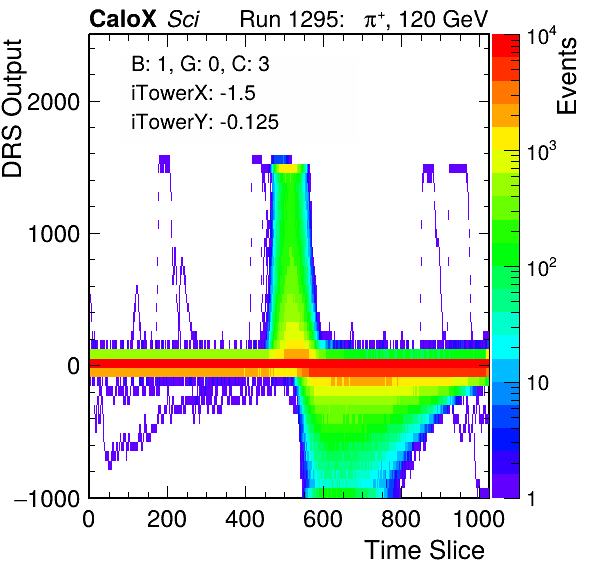 CaloX Sci Run 1295: π⁺, 120 GeV
B: 1, G: 0, C: 3
iTowerX: -1.5
iTowerY: -0.125
DRS Output
2000
1000
0
−1000
0 200 400 600 800 1000
Time Slice
Events
10⁴
10³
10²
10
1